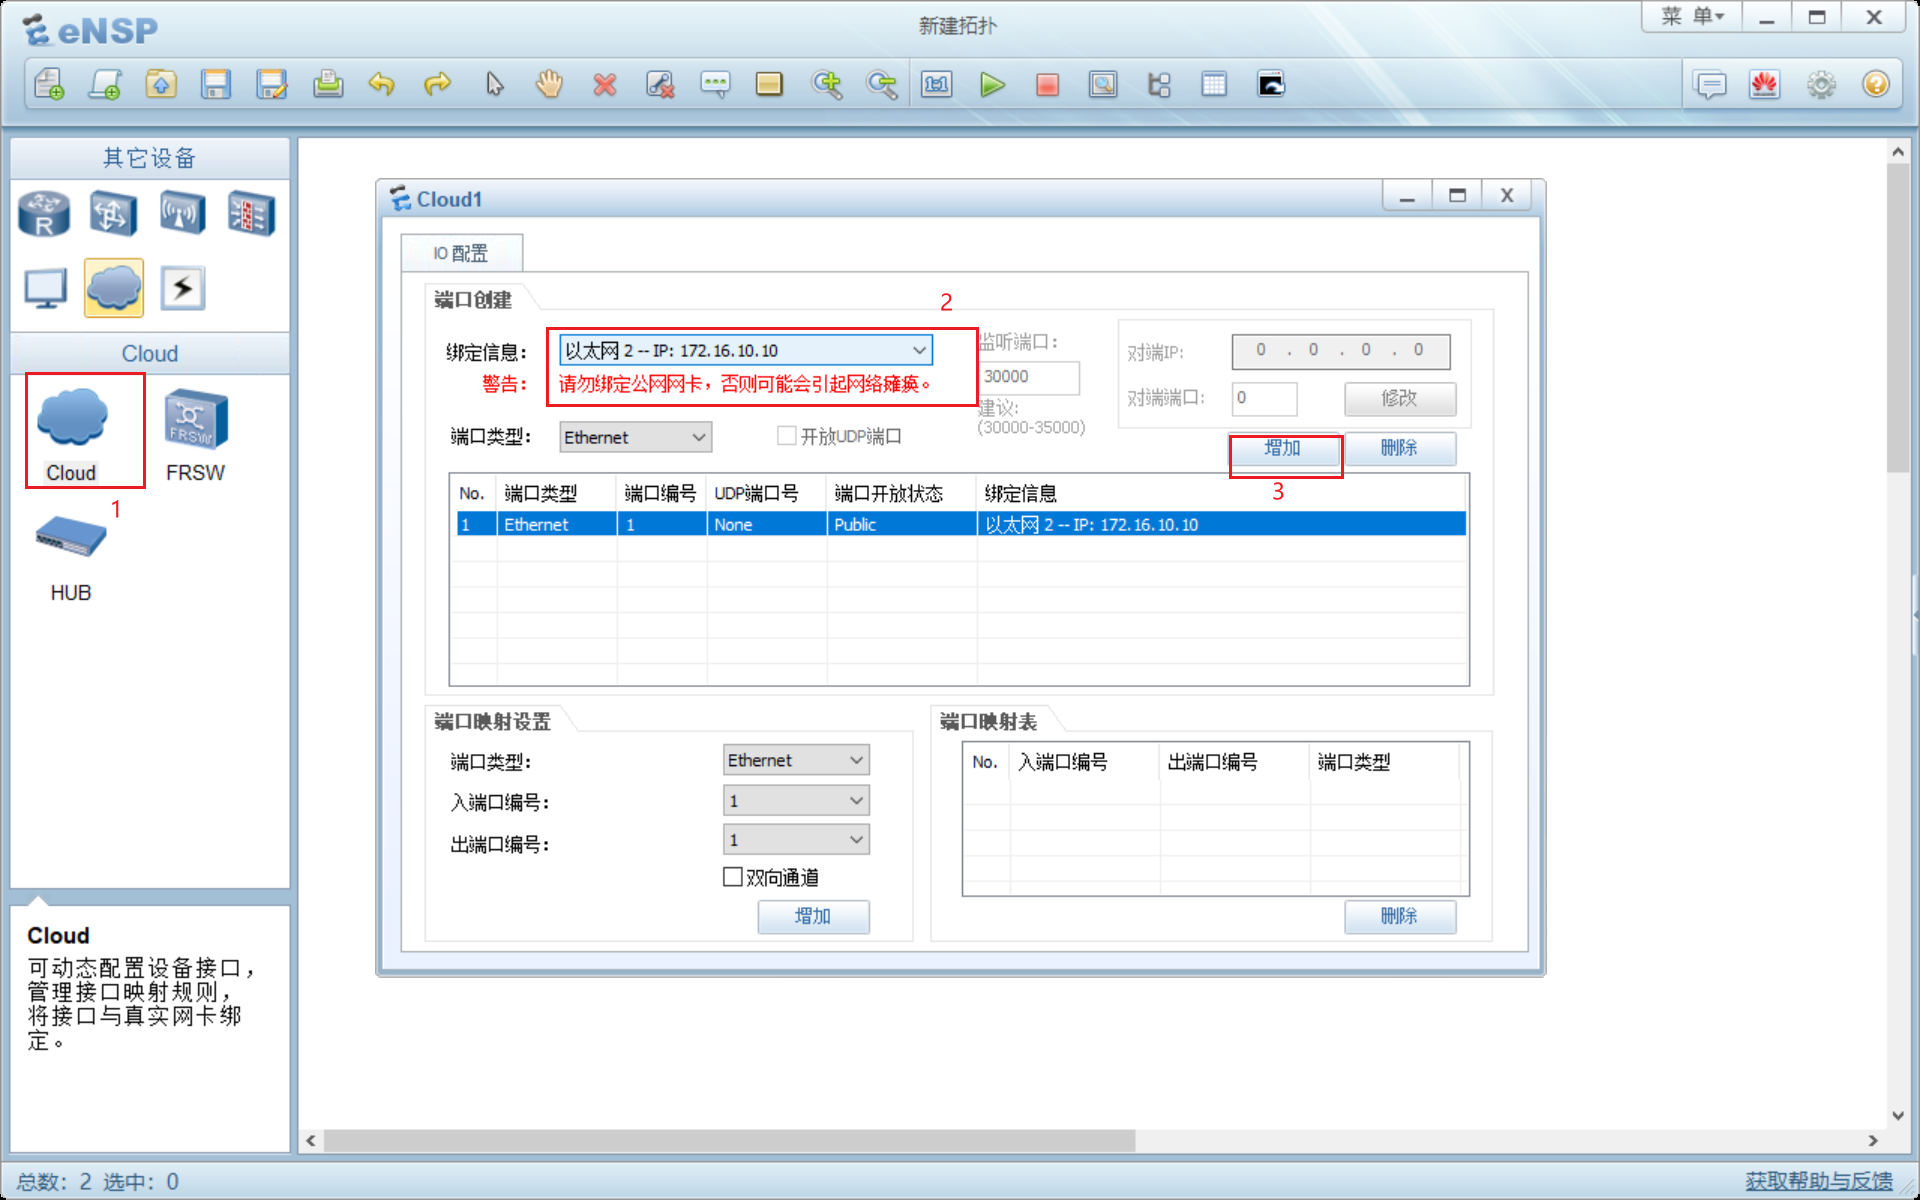 eNSP
新建拓扑
菜 单
1:1
其它设备
R
Cloud
Cloud
FRSW
FRSW
1
HUB
Cloud
可动态配置设备接口，
管理接口映射规则，
将接口与真实网卡绑
定。
Cloud1
X
IO 配置
端口创建
2
绑定信息：
以太网 2 -- IP: 172.16.10.10
警告：
请勿绑定公网网卡，否则可能会引起网络瘫痪。
监听端口：
30000
建议：
(30000-35000)
对端IP:
0 . 0 . 0 . 0
对端端口：
0
修改
端口类型：
Ethernet
开放UDP端口
增加
删除
3
No. 端口类型 端口编号 UDP端口号 端口开放状态 绑定信息
1 Ethernet 1 None Public 以太网 2 -- IP: 172.16.10.10
端口映射设置
端口类型：
Ethernet
入端口编号：
1
出端口编号：
1
双向通道
增加
端口映射表
No. 入端口编号 出端口编号 端口类型
删除
总数：2 选中：0
获取帮助与反馈